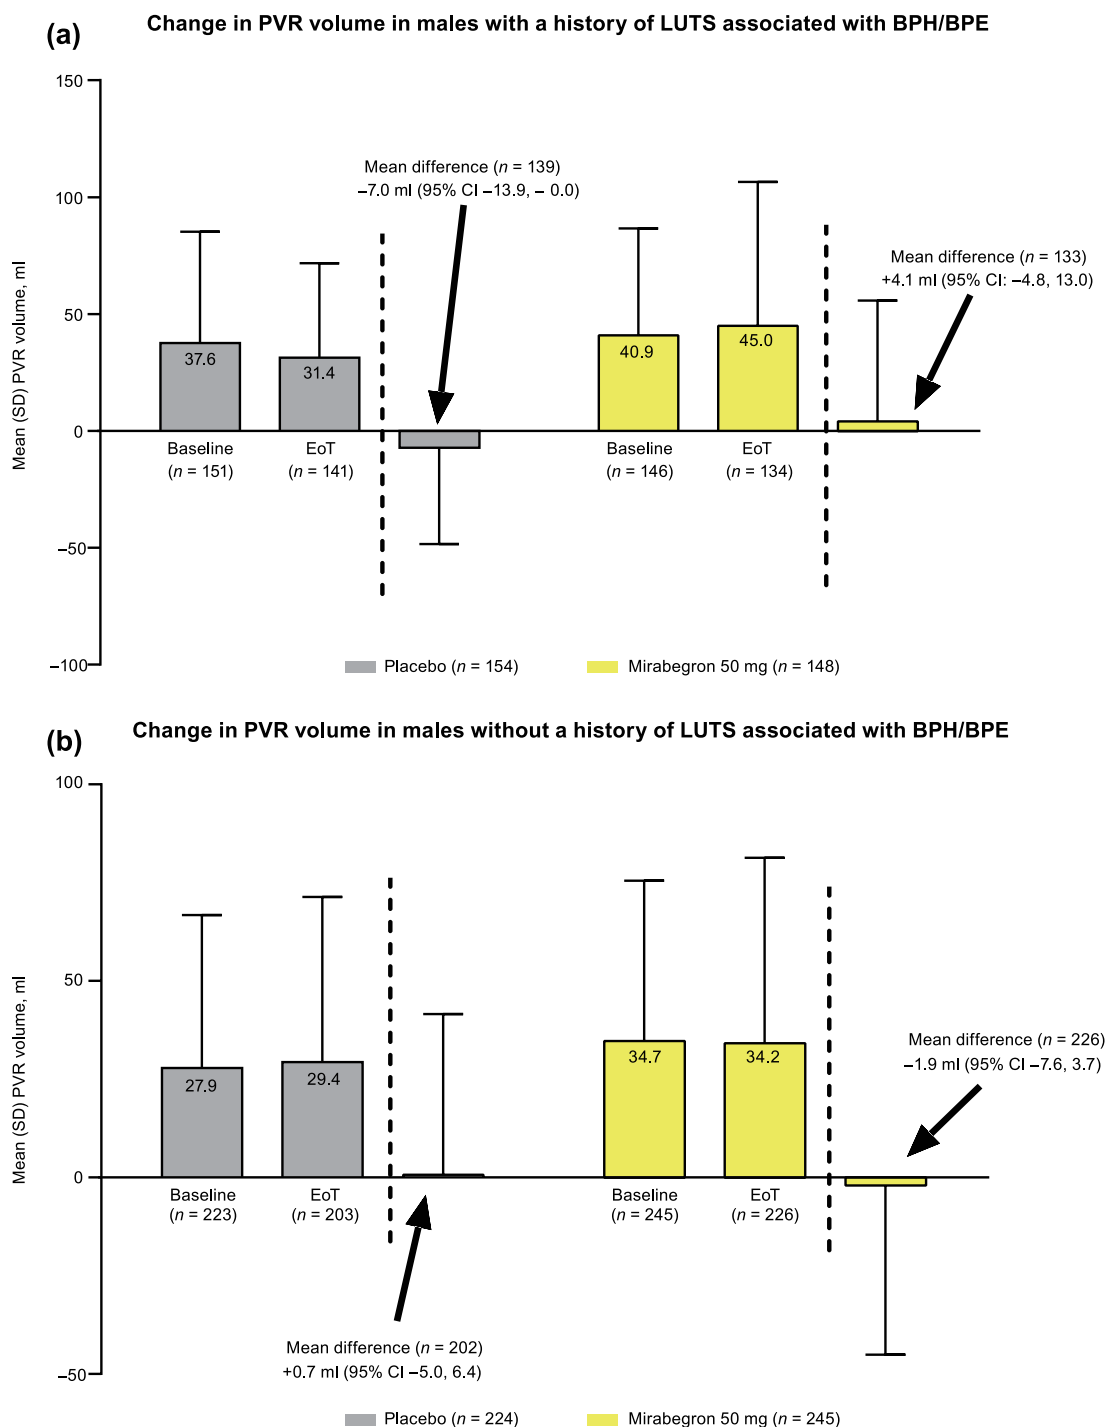 (a)
Change in PVR volume in males with a history of LUTS associated with BPH/BPE
Mean (SD) PVR volume, ml
150
100
50
0
–50
–100
Mean difference (n = 139)
–7.0 ml (95% CI –13.9, – 0.0)
Mean difference (n = 133)
+4.1 ml (95% CI: –4.8, 13.0)
37.6
31.4
40.9
45.0
Baseline
(n = 151)
EoT
(n = 141)
Baseline
(n = 146)
EoT
(n = 134)
Placebo (n = 154)
Mirabegron 50 mg (n = 148)
(b)
Change in PVR volume in males without a history of LUTS associated with BPH/BPE
Mean (SD) PVR volume, ml
100
50
0
–50
27.9
29.4
34.7
34.2
Mean difference (n = 226)
–1.9 ml (95% CI –7.6, 3.7)
Baseline
(n = 223)
EoT
(n = 203)
Baseline
(n = 245)
EoT
(n = 226)
Mean difference (n = 202)
+0.7 ml (95% CI –5.0, 6.4)
Placebo (n = 224)
Mirabegron 50 mg (n = 245)